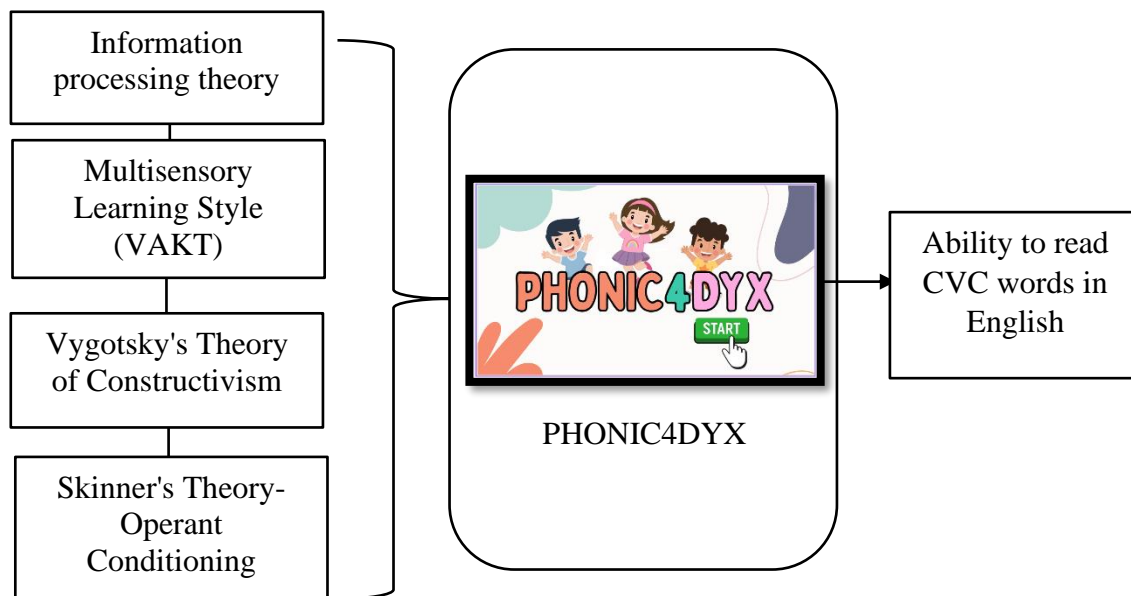 Information
processing theory
Multisensory
Learning Style
(VAKT)
Vygotsky's Theory
of Constructivism
Skinner's Theory-
Operant
Conditioning
PHONIC4DYX
START
PHONIC4DYX
Ability to read
CVC words in
English